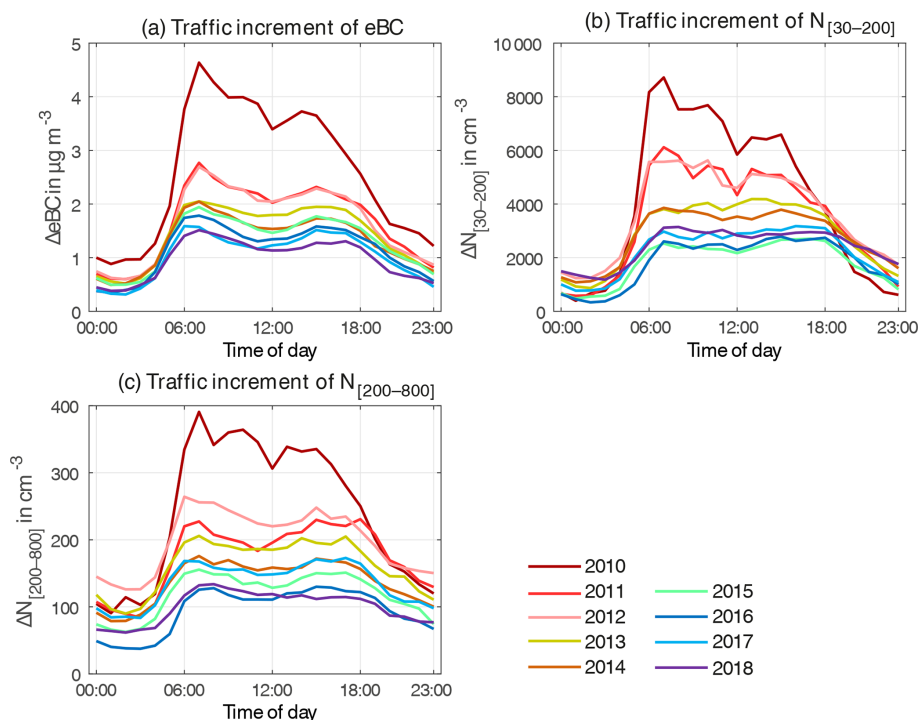 (a) Traffic increment of eBC
5
4
3
2
1
0
ΔeBC in μg m-3
00:00 06:00 12:00 18:00 23:00
Time of day
(b) Traffic increment of N[30–200]
10 000
8000
6000
4000
2000
0
ΔN[30–200] in cm-3
00:00 06:00 12:00 18:00 23:00
Time of day
(c) Traffic increment of N[200–800]
400
300
200
100
0
ΔN[200–800] in cm-3
00:00 06:00 12:00 18:00 23:00
Time of day
2010
2011
2012
2013
2014
2015
2016
2017
2018